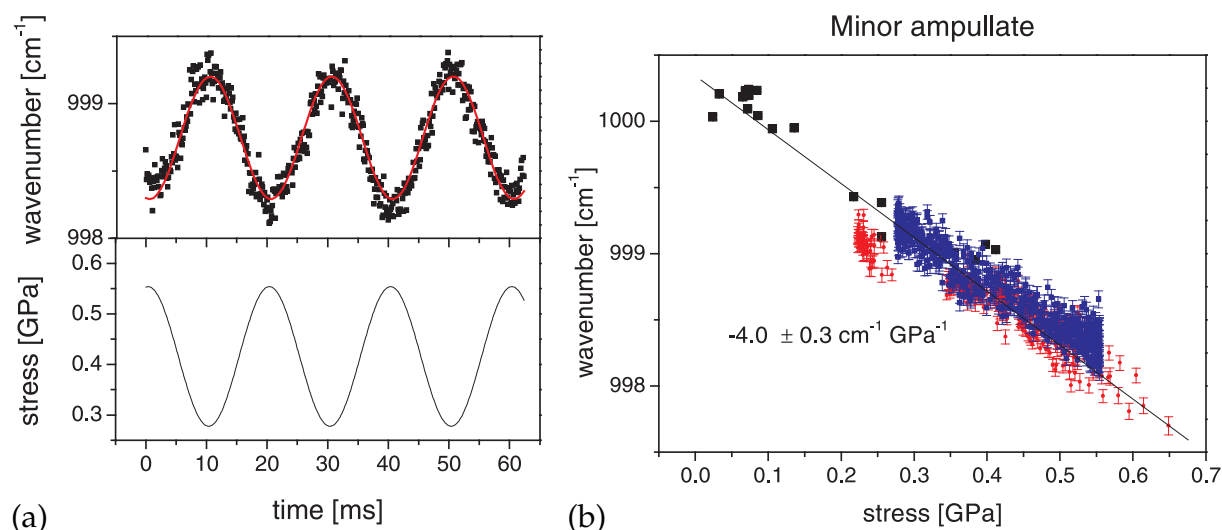 wavenumber [cm⁻¹]
999
998
stress [GPa]
0.6
0.5
0.4
0.3
0 10 20 30 40 50 60
time [ms]
(a)
Minor ampullate
wavenumber [cm⁻¹]
1000
999
998
-4.0 ± 0.3 cm⁻¹ GPa⁻¹
0.0 0.1 0.2 0.3 0.4 0.5 0.6 0.7
stress [GPa]
(b)